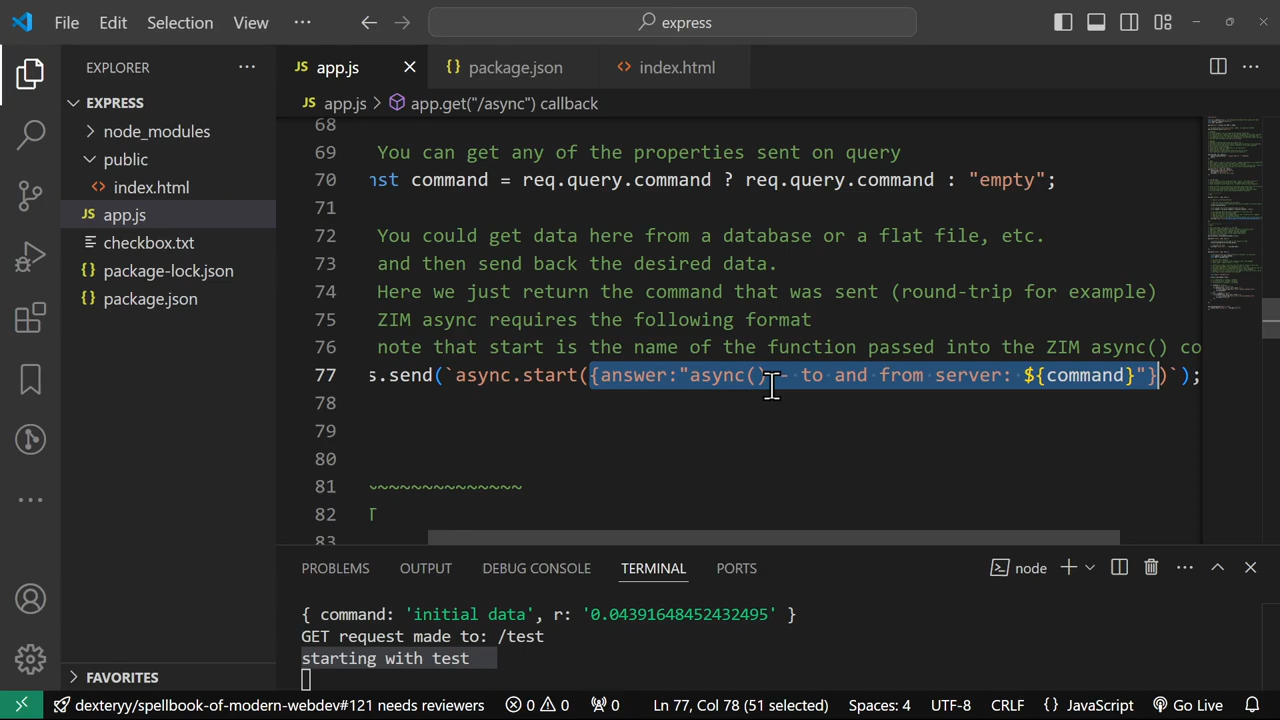 File Edit Selection View ··· express
EXPLORER ···
app.js package.json index.html
EXPRESS
app.js > app.get("/async") callback
node_modules
public
index.html
app.js
checkbox.txt
package-lock.json
package.json
FAVORITES
68
69 You can get any of the properties sent on query
70 nst command = req.query.command ? req.query.command : "empty";
71
72 You could get data here from a database or a flat file, etc.
73 and then send back the desired data.
74 Here we just return the command that was sent (round-trip for example)
75 ZIM async requires the following format
76 note that start is the name of the function passed into the ZIM async() co
77 s.send(`async.start({answer:"async() - to and from server: ${command}"})`);
78
79
80
81 ~~~~~~~~~~~~~~
82 T
83
PROBLEMS OUTPUT DEBUG CONSOLE TERMINAL PORTS node
{ command: 'initial data', r: '0.04391648452432495' }
GET request made to: /test
starting with test
dexteryy/spellbook-of-modern-webdev#121 needs reviewers 0 0 0 Ln 77, Col 78 (51 selected) Spaces: 4 UTF-8 CRLF {} JavaScript Go Live